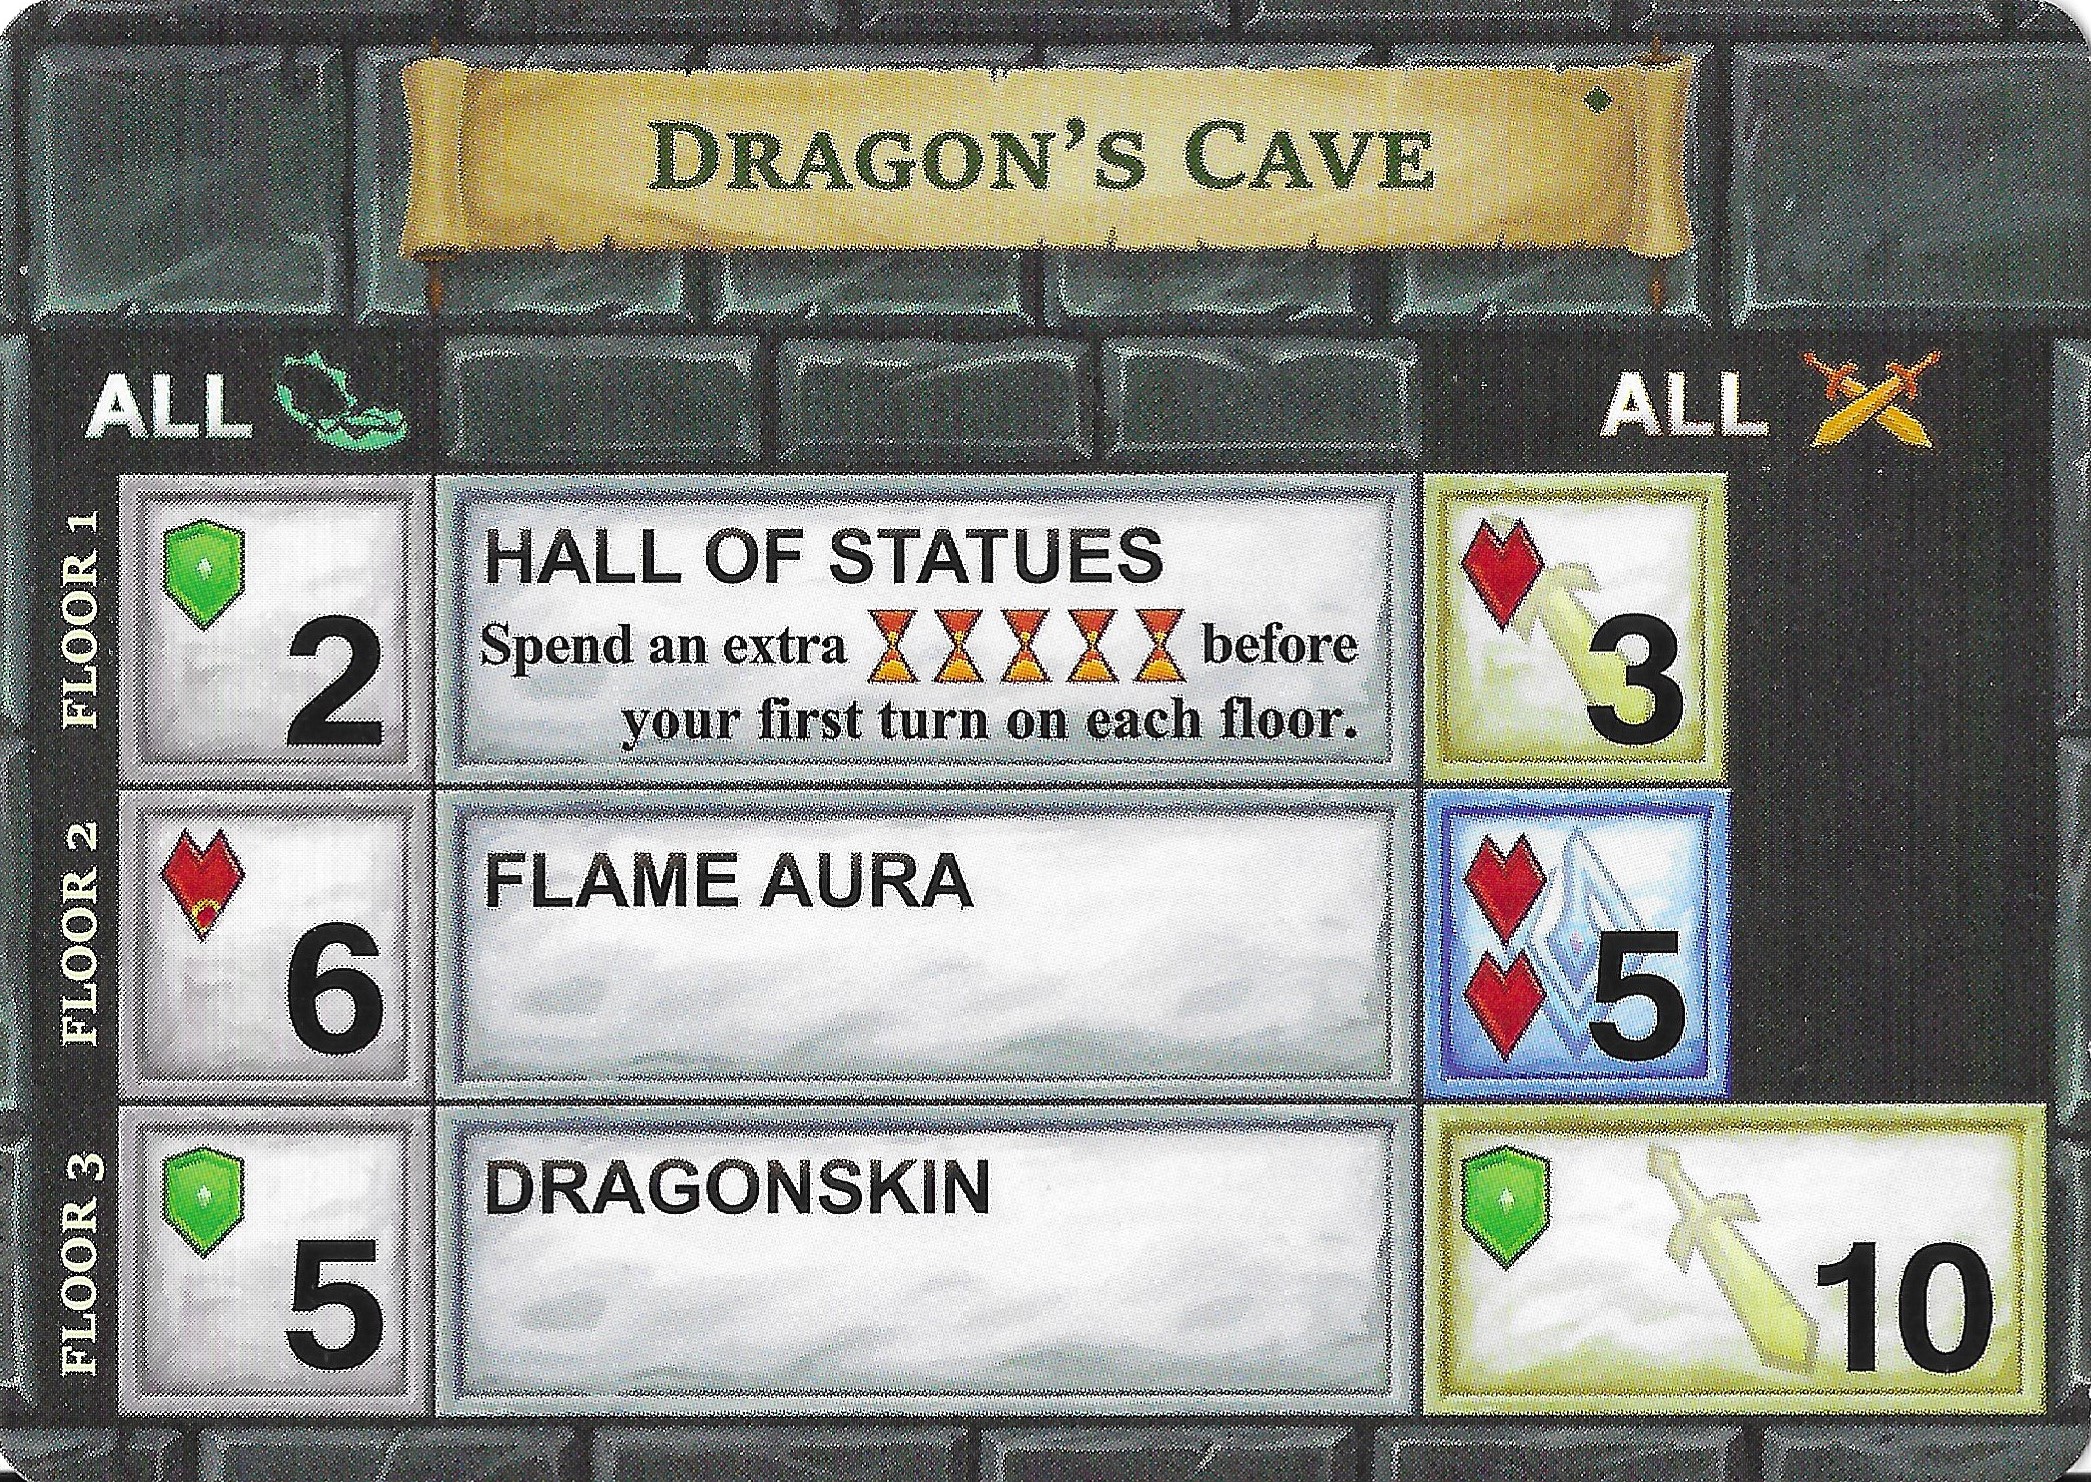 DRAGON'S CAVE
ALL
ALL
FLOOR 1
2
HALL OF STATUES
Spend an extra before
your first turn on each floor.
3
FLOOR 2
6
FLAME AURA
5
FLOOR 3
5
DRAGONSKIN
10